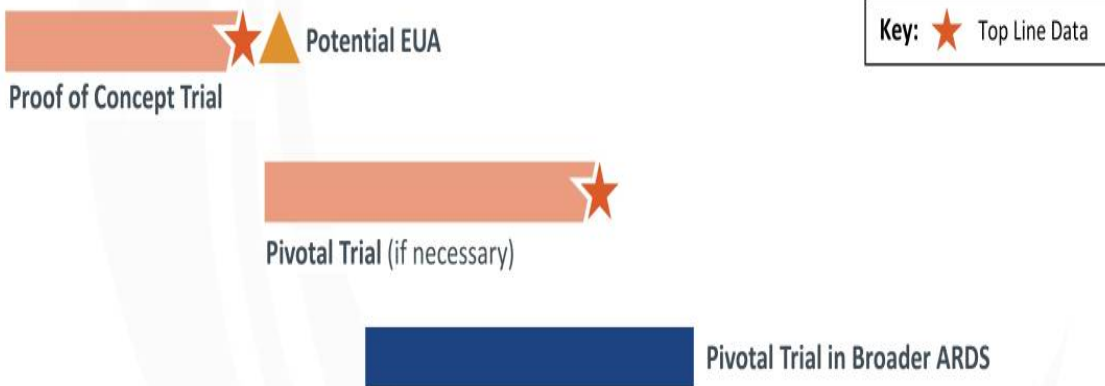 Key: Top Line Data
Potential EUA
Proof of Concept Trial
Pivotal Trial (if necessary)
Pivotal Trial in Broader ARDS